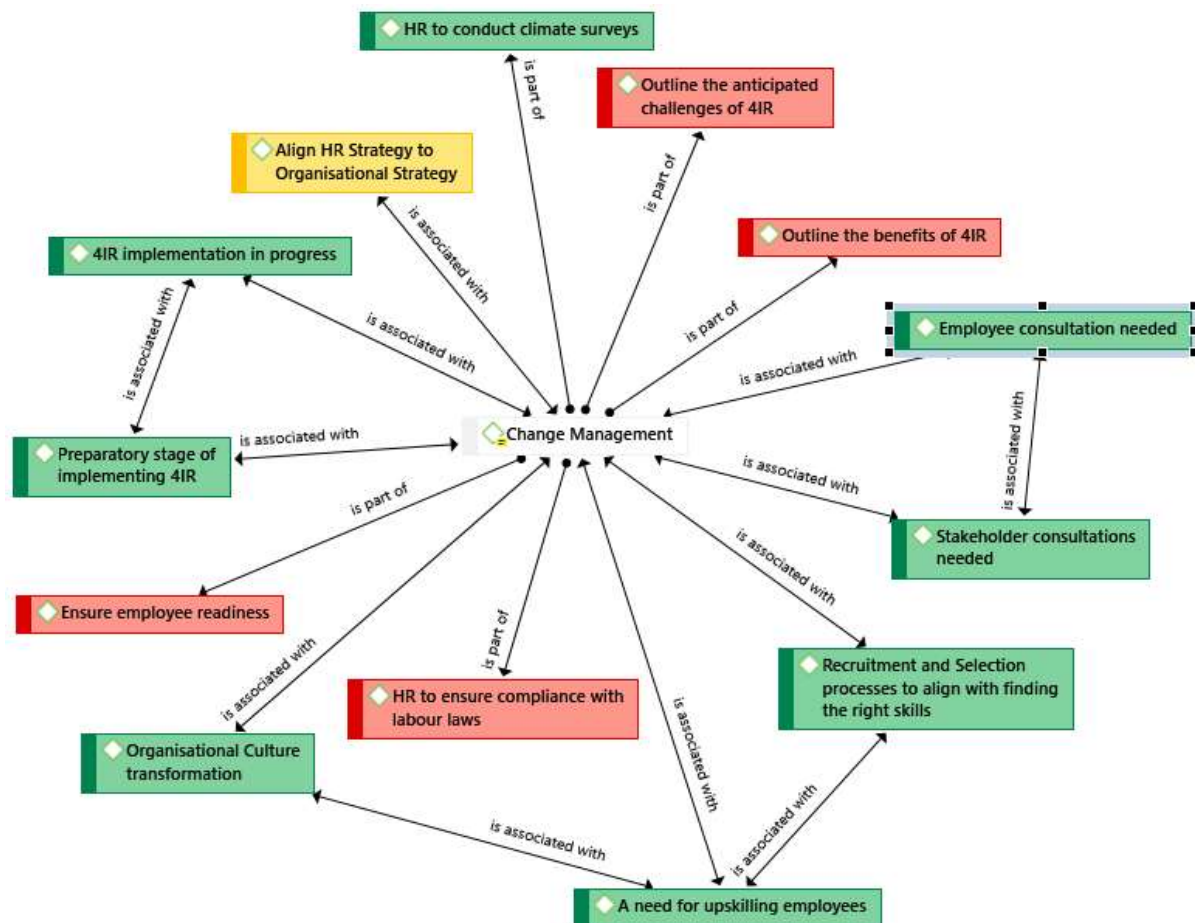 HR to conduct climate surveys
is part of
Outline the anticipated
challenges of 4IR
is part of
Align HR Strategy to
Organisational Strategy
is associated with
Outline the benefits of 4IR
is part of
4IR implementation in progress
is associated with
is associated with
Employee consultation needed
is associated with
is associated with
Change Management
Preparatory stage of
implementing 4IR
is associated with
is associated with
Stakeholder consultations
needed
is part of
Ensure employee readiness
is associated with
is part of
HR to ensure compliance with
labour laws
is associated with
is associated with
Recruitment and Selection
processes to align with finding
the right skills
Organisational Culture
transformation
is associated with
is associated with
A need for upskilling employees